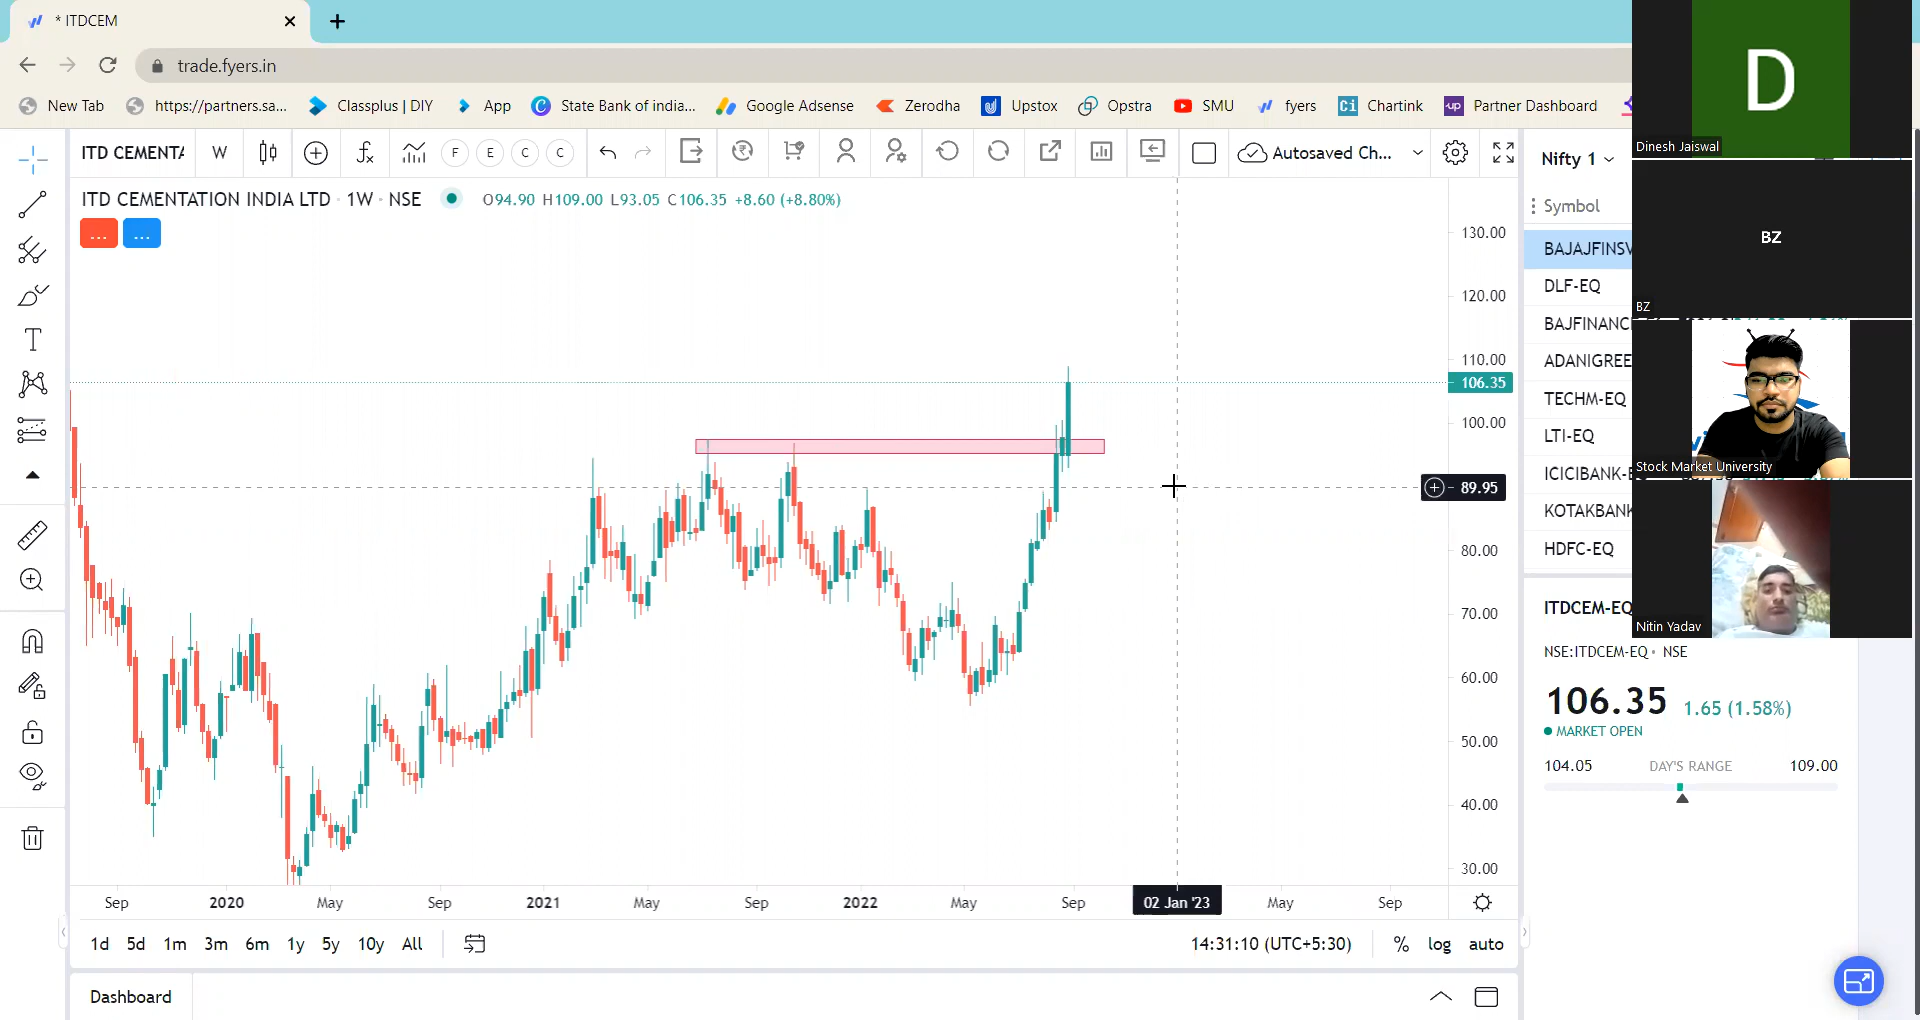 * ITDCEM
trade.fyers.in
New Tab https://partners.sa... Classplus | DIY App State Bank of india... Google Adsense Zerodha Upstox Opstra SMU fyers Chartink Partner Dashboard
ITD CEMENTA W F E C C Autosaved Ch...
Nifty 1
ITD CEMENTATION INDIA LTD · 1W · NSE O94.90 H109.00 L93.05 C106.35 +8.60 (+8.80%)
... ...
Symbol
BAJAJFINSV
DLF-EQ
BAJFINANC
ADANIGREE
TECHM-EQ
LTI-EQ
ICICIBANK-E
KOTAKBANK
HDFC-EQ
130.00
120.00
110.00
106.35
100.00
89.95
80.00
70.00
60.00
50.00
40.00
30.00
Sep 2020 May Sep 2021 May Sep 2022 May Sep 02 Jan '23 May Sep
1d 5d 1m 3m 6m 1y 5y 10y All 14:31:10 (UTC+5:30) % log auto
Dashboard
D
Dinesh Jaiswal
BZ
BZ
Stock Market University
Nitin Yadav
ITDCEM-EQ
NSE:ITDCEM-EQ • NSE
106.35 1.65 (1.58%)
MARKET OPEN
104.05 DAY'S RANGE 109.00